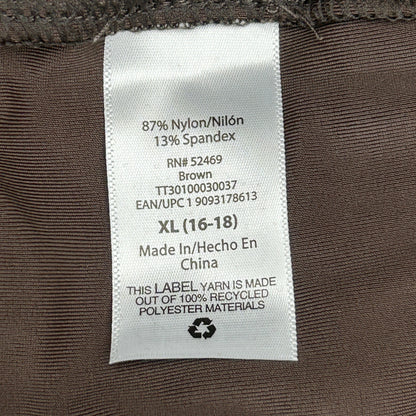 87% Nylon/Nilón
13% Spandex
RN# 52469
Brown
TT30100030037
EAN/UPC 1 9093178613
XL (16-18)
Made In/Hecho En
China
THIS LABEL YARN IS MADE
OUT OF 100% RECYCLED
POLYESTER MATERIALS